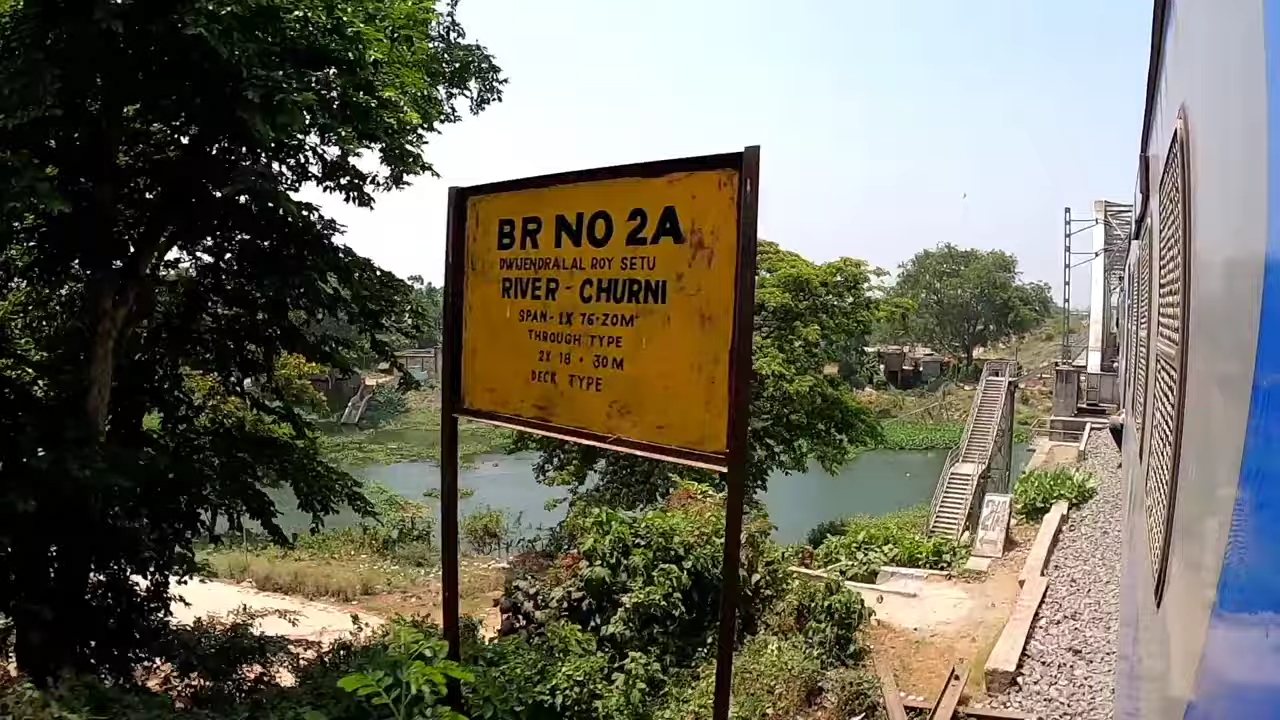 BR NO 2A
DWIJENDRALAL ROY SETU
RIVER - CHURNI
SPAN - 1X 76·20M
THROUGH TYPE
2X 18 · 30M
DECK TYPE
2A